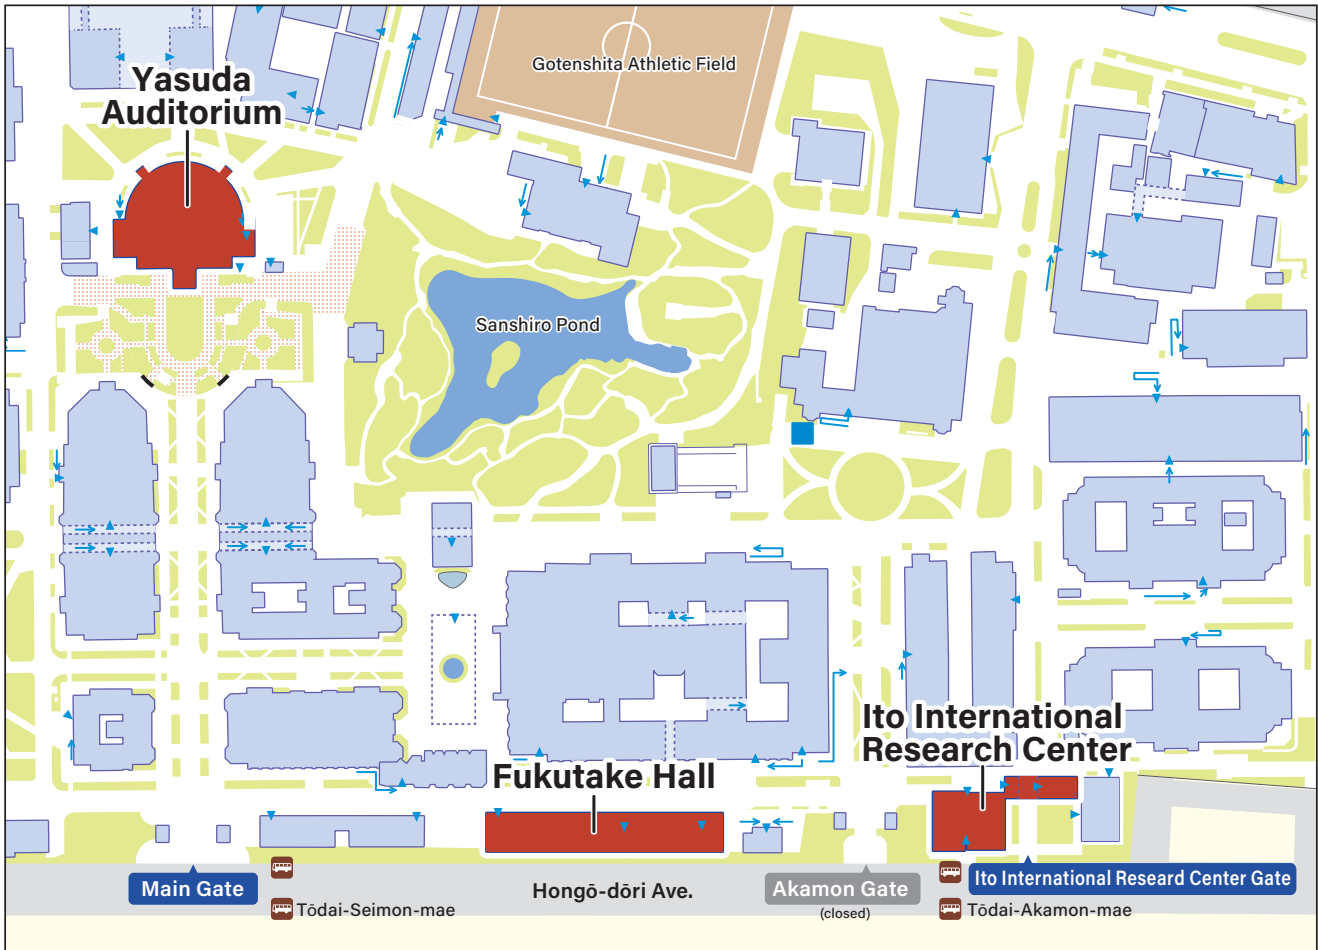 Gotenshita Athletic Field
Yasuda
Auditorium
Sanshiro Pond
Ito International
Research Center
Fukutake Hall
Main Gate
Hongō-dōri Ave.
Akamon Gate
(closed)
Ito International Researd Center Gate
Tōdai-Seimon-mae
Tōdai-Akamon-mae